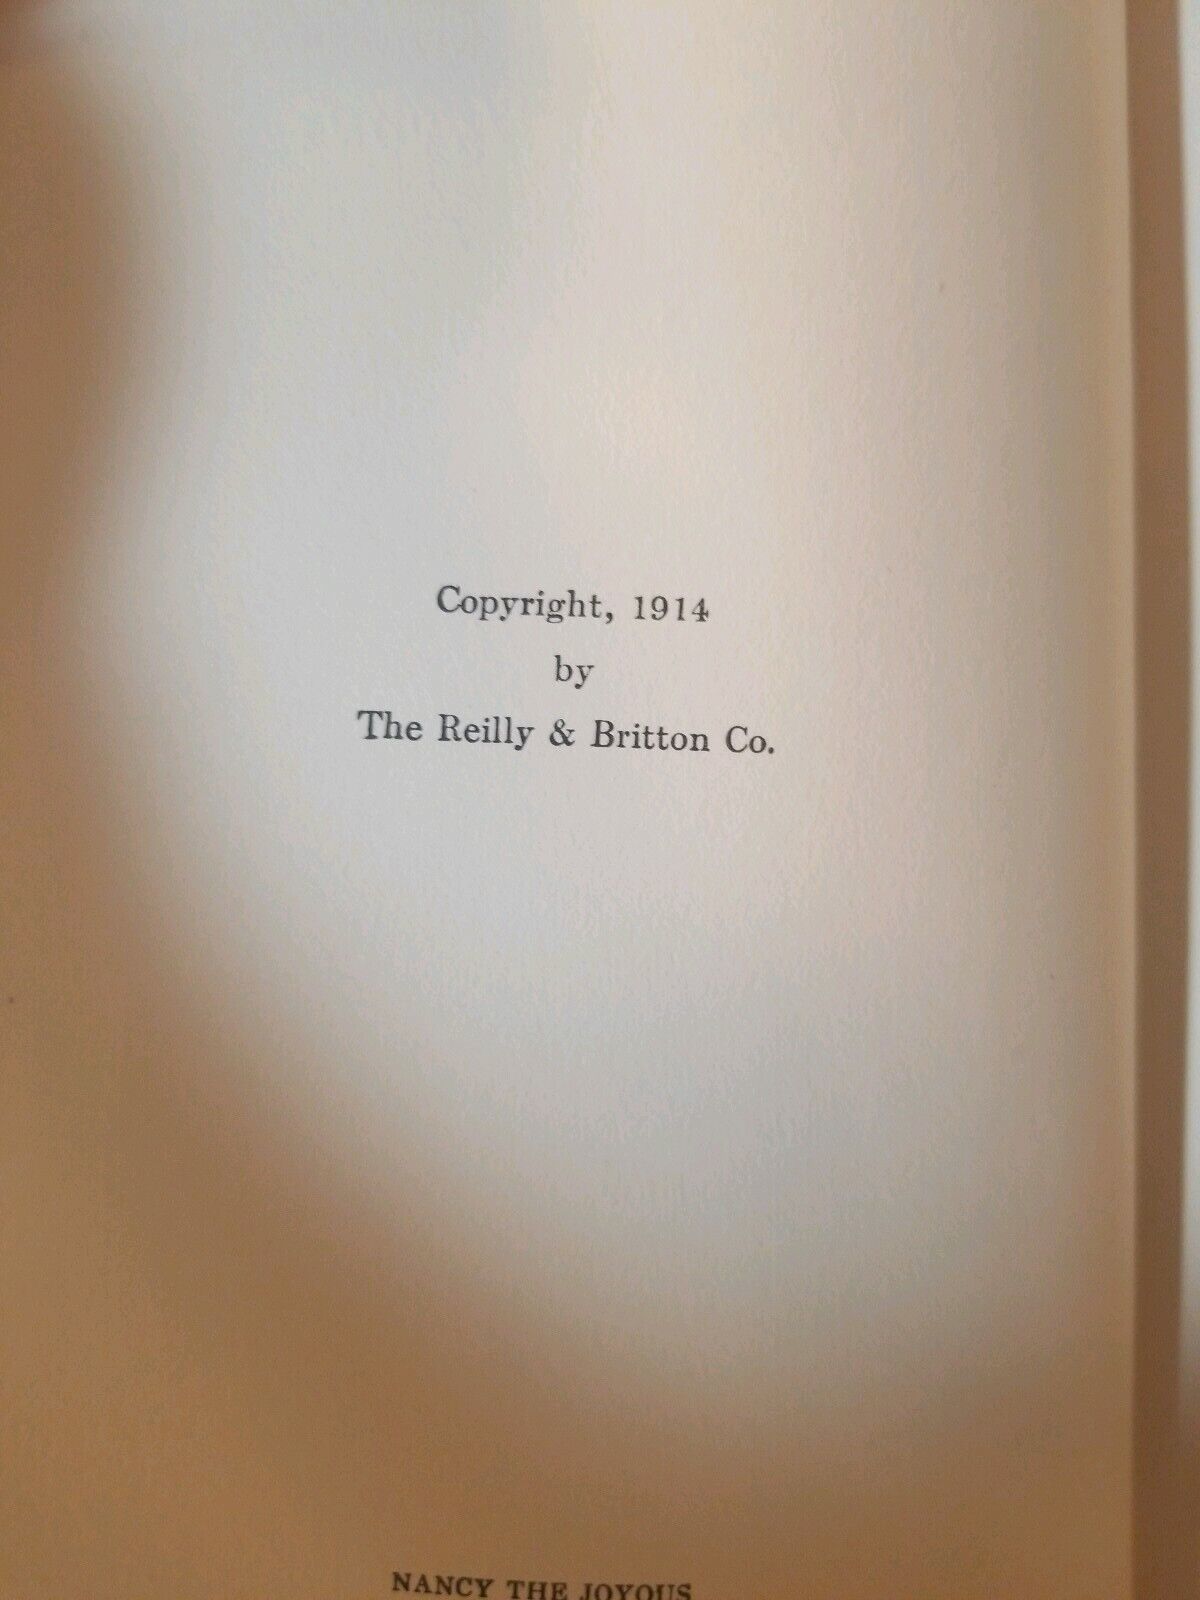 Copyright, 1914
by
The Reilly & Britton Co.
NANCY THE JOYOUS